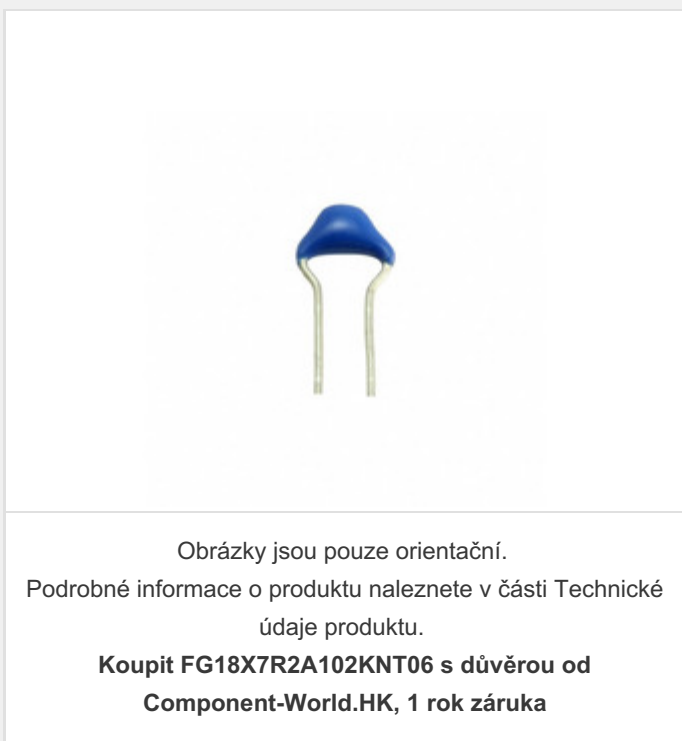 Obrázky jsou pouze orientační.
Podrobné informace o produktu naleznete v části Technické
údaje produktu.
Koupit FG18X7R2A102KNT06 s důvěrou od
Component-World.HK, 1 rok záruka